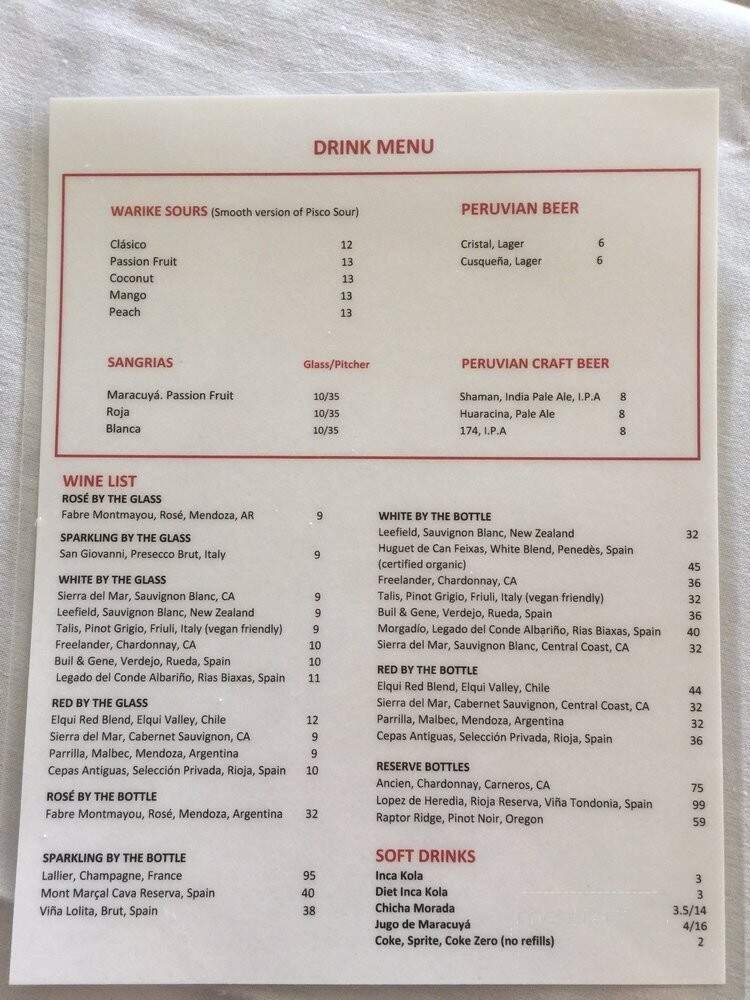 DRINK MENU
WARIKE SOURS (Smooth version of Pisco Sour)
Clásico 12
Passion Fruit 13
Coconut 13
Mango 13
Peach 13
PERUVIAN BEER
Cristal, Lager 6
Cusqueña, Lager 6
SANGRIAS Glass/Pitcher
Maracuyá. Passion Fruit 10/35
Roja 10/35
Blanca 10/35
PERUVIAN CRAFT BEER
Shaman, India Pale Ale, I.P.A 8
Huaracina, Pale Ale 8
174, I.P.A 8
WINE LIST
ROSÉ BY THE GLASS
Fabre Montmayou, Rosé, Mendoza, AR 9
SPARKLING BY THE GLASS
San Giovanni, Presecco Brut, Italy 9
WHITE BY THE GLASS
Sierra del Mar, Sauvignon Blanc, CA 9
Leefield, Sauvignon Blanc, New Zealand 9
Talis, Pinot Grigio, Friuli, Italy (vegan friendly) 9
Freelander, Chardonnay, CA 10
Buil & Gene, Verdejo, Rueda, Spain 10
Legado del Conde Albariño, Rias Biaxas, Spain 11
RED BY THE GLASS
Elqui Red Blend, Elqui Valley, Chile 12
Sierra del Mar, Cabernet Sauvignon, CA 9
Parrilla, Malbec, Mendoza, Argentina 9
Cepas Antiguas, Selección Privada, Rioja, Spain 10
ROSÉ BY THE BOTTLE
Fabre Montmayou, Rosé, Mendoza, Argentina 32
SPARKLING BY THE BOTTLE
Lallier, Champagne, France 95
Mont Marçal Cava Reserva, Spain 40
Viña Lolita, Brut, Spain 38
WHITE BY THE BOTTLE
Leefield, Sauvignon Blanc, New Zealand 32
Huguet de Can Feixas, White Blend, Penedès, Spain
(certified organic) 45
Freelander, Chardonnay, CA 36
Talis, Pinot Grigio, Friuli, Italy (vegan friendly) 32
Buil & Gene, Verdejo, Rueda, Spain 36
Morgadío, Legado del Conde Albariño, Rias Biaxas, Spain 40
Sierra del Mar, Sauvignon Blanc, Central Coast, CA 32
RED BY THE BOTTLE
Elqui Red Blend, Elqui Valley, Chile 44
Sierra del Mar, Cabernet Sauvignon, Central Coast, CA 32
Parrilla, Malbec, Mendoza, Argentina 32
Cepas Antiguas, Selección Privada, Rioja, Spain 36
RESERVE BOTTLES
Ancien, Chardonnay, Carneros, CA 75
Lopez de Heredia, Rioja Reserva, Viña Tondonia, Spain 99
Raptor Ridge, Pinot Noir, Oregon 59
SOFT DRINKS
Inca Kola 3
Diet Inca Kola 3
Chicha Morada 3.5/14
Jugo de Maracuyá 4/16
Coke, Sprite, Coke Zero (no refills) 2